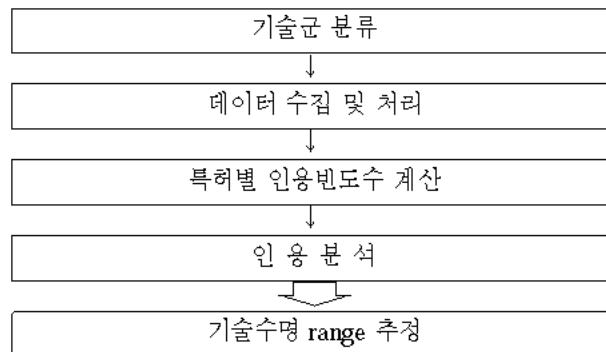 기술군 분류
데이터 수집 및 처리
특허별 인용빈도수 계산
인 용 분 석
기술수명 range 추정